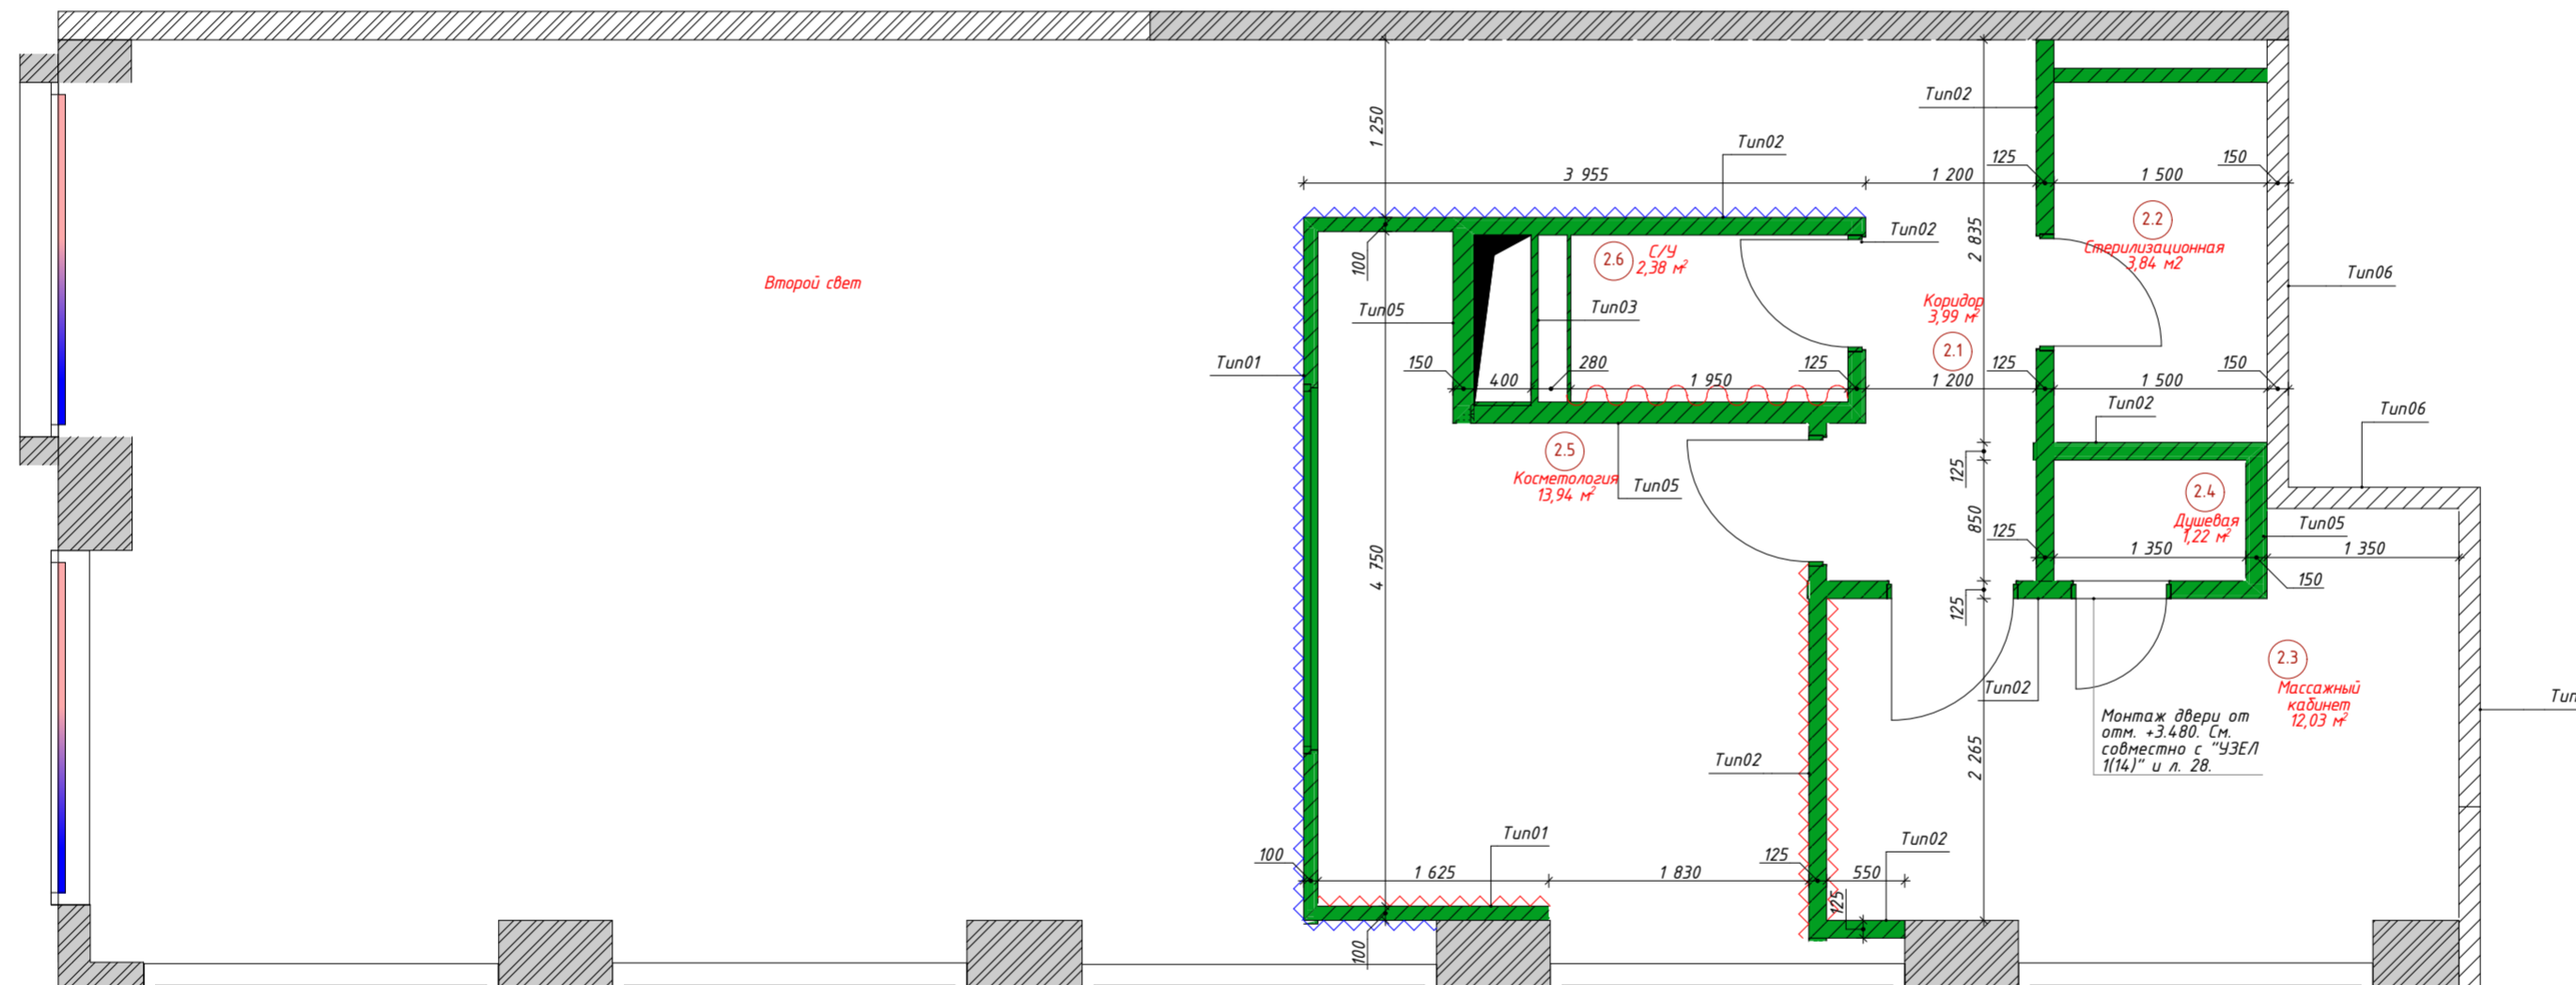 Тип02
1 250
Тип02
125
150
3 955
1 200
1 500
2.2
Стерилизационная
3,84 м2
Тип02
2 835
100
2.6
С/У
2,38 м²
Второй свет
Тип06
Коридор
3,99 м²
2.1
Тип05
Тип03
Тип01
150
400
280
1 950
125
1 200
125
1 500
150
Тип02
Тип06
2.5
Косметология
13,94 м²
Тип05
125
2.4
Душевая
1,22 м²
Тип05
850
125
1 350
1 350
150
4 750
125
2.3
Массажный
кабинет
12,03 м²
Тип02
Монтаж двери от
отм. +3.480. См.
совместно с "УЗЕЛ
1(14)" и л. 28.
2 265
Тип02
Тип01
Тип02
100
1 625
1 830
125
550
125
100